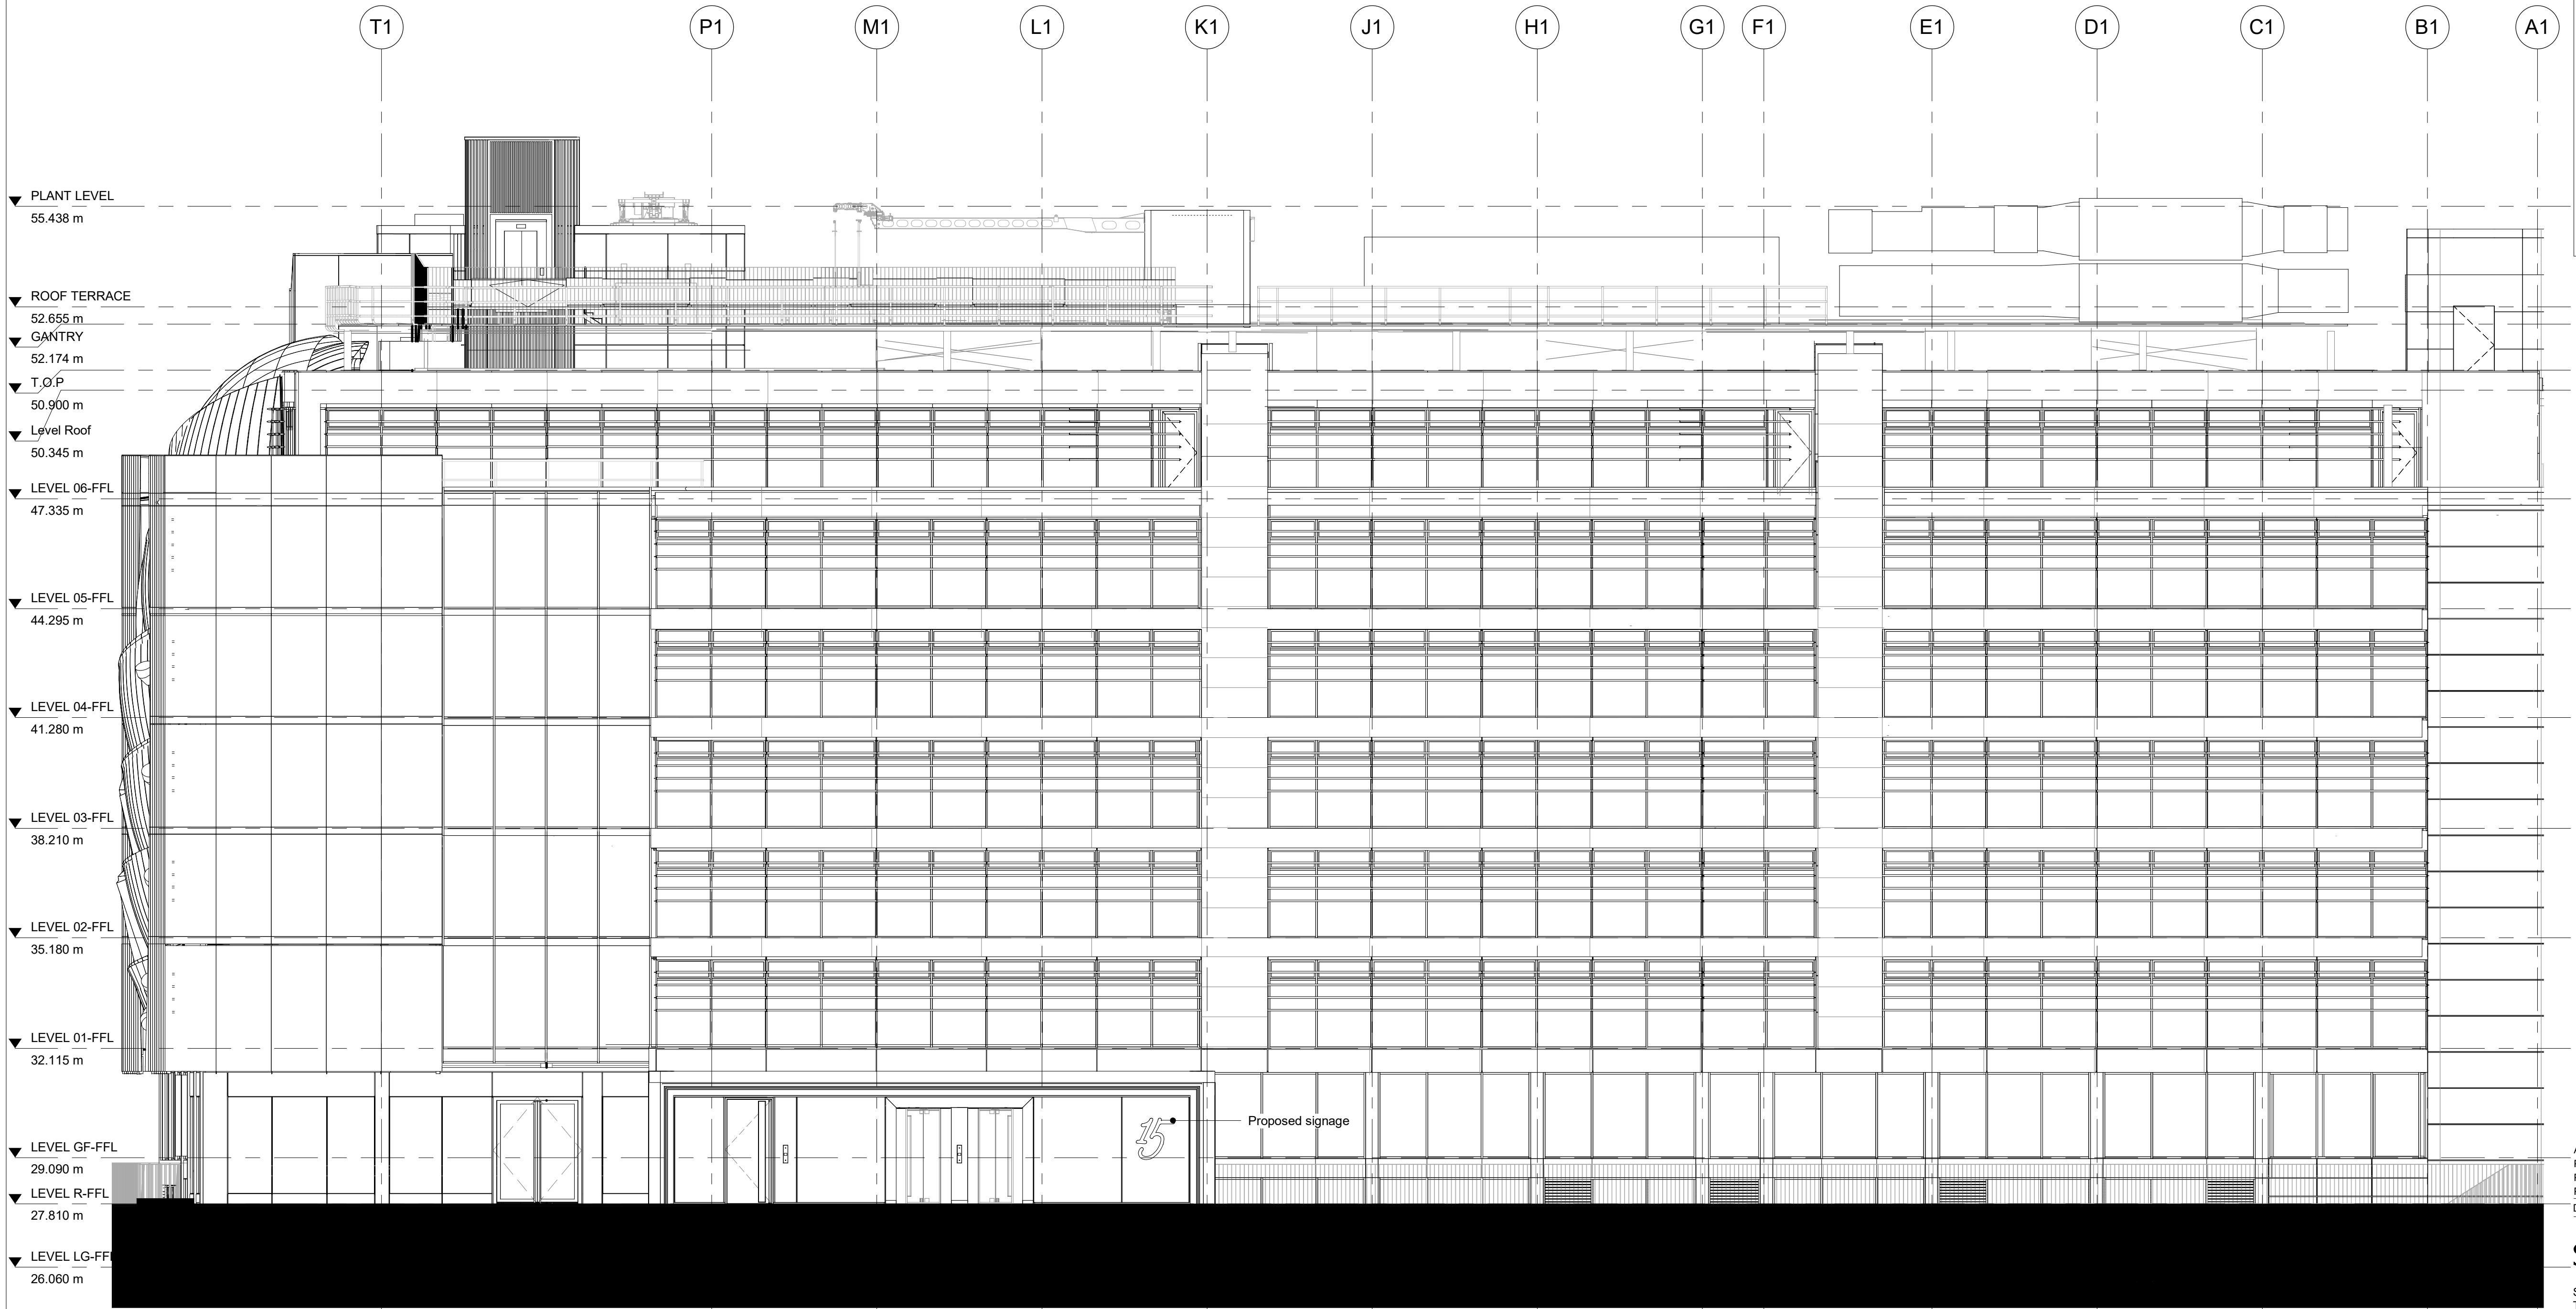 T1
P1
M1
L1
K1
J1
H1
G1
F1
E1
D1
C1
B1
A1
PLANT LEVEL
55.438 m
ROOF TERRACE
52.655 m
GANTRY
52.174 m
T.O.P
50.900 m
Level Roof
50.345 m
LEVEL 06-FFL
47.335 m
LEVEL 05-FFL
44.295 m
LEVEL 04-FFL
41.280 m
LEVEL 03-FFL
38.210 m
LEVEL 02-FFL
35.180 m
LEVEL 01-FFL
32.115 m
15
Proposed signage
LEVEL GF-FFL
29.090 m
LEVEL R-FFL
27.810 m
LEVEL LG-FF
26.060 m